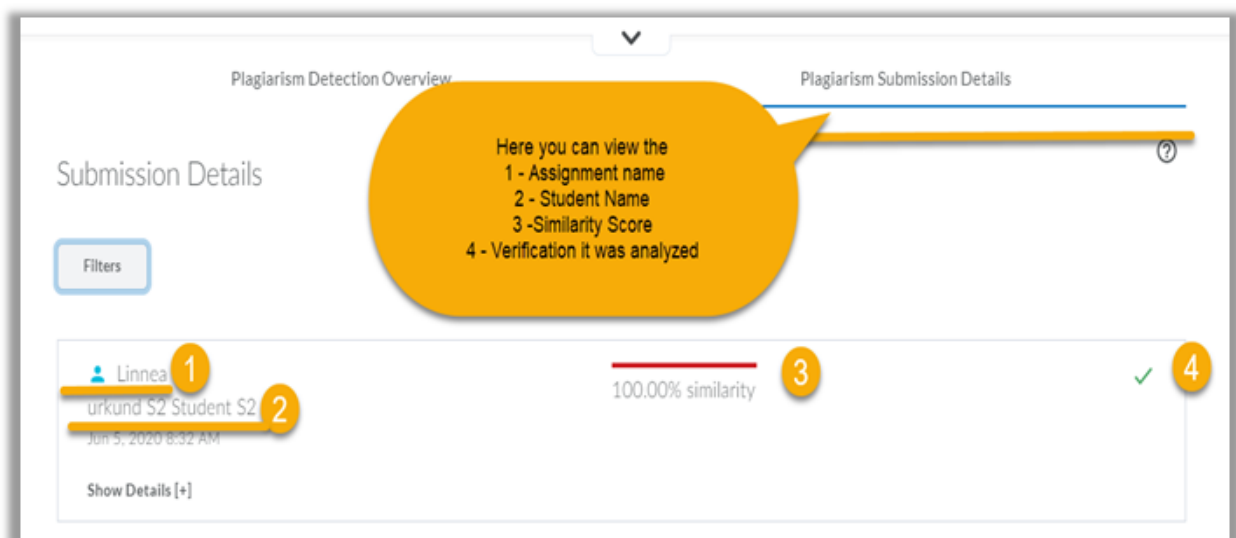 Plagiarism Detection Overview
Plagiarism Submission Details
Here you can view the
1 - Assignment name
2 - Student Name
3 -Similarity Score
4 - Verification it was analyzed
Submission Details
?
Filters
Linnea 1
100.00% similarity 3
4
urkund S2 Student S2 2
Jun 5, 2020 8:32 AM
Show Details [+]